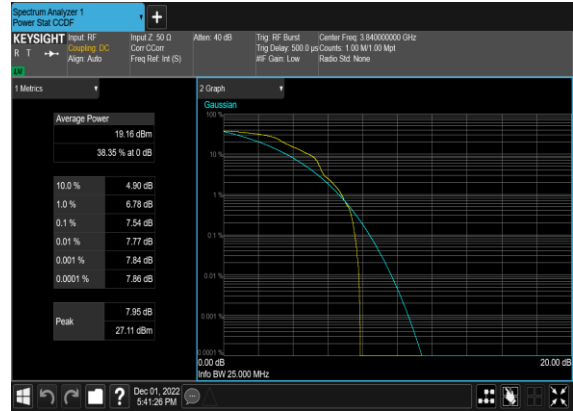 Spectrum Analyzer 1
Power Stat CCDF
KEYSIGHT
R T
LM
Input: RF
Coupling: DC
Align: Auto
Input Z: 50 Ω
Corr CCorr
Freq Ref: Int (S)
Atten: 40 dB
Trig: RF Burst
Trig Delay: 500.0 µs
#IF Gain: Low
Center Freq: 3.840000000 GHz
Counts: 1.00 M/1.00 Mpt
Radio Std: None
1 Metrics
Average Power
19.16 dBm
38.35 % at 0 dB
10.0 % 4.90 dB
1.0 % 6.78 dB
0.1 % 7.54 dB
0.01 % 7.77 dB
0.001 % 7.84 dB
0.0001 % 7.86 dB
Peak
7.95 dB
27.11 dBm
2 Graph
Gaussian
100 %
10 %
1 %
0.1 %
0.01 %
0.001 %
0.0001 %
0.00 dB 20.00 dB
Info BW 25.000 MHz
?
Dec 01, 2022
5:41:26 PM